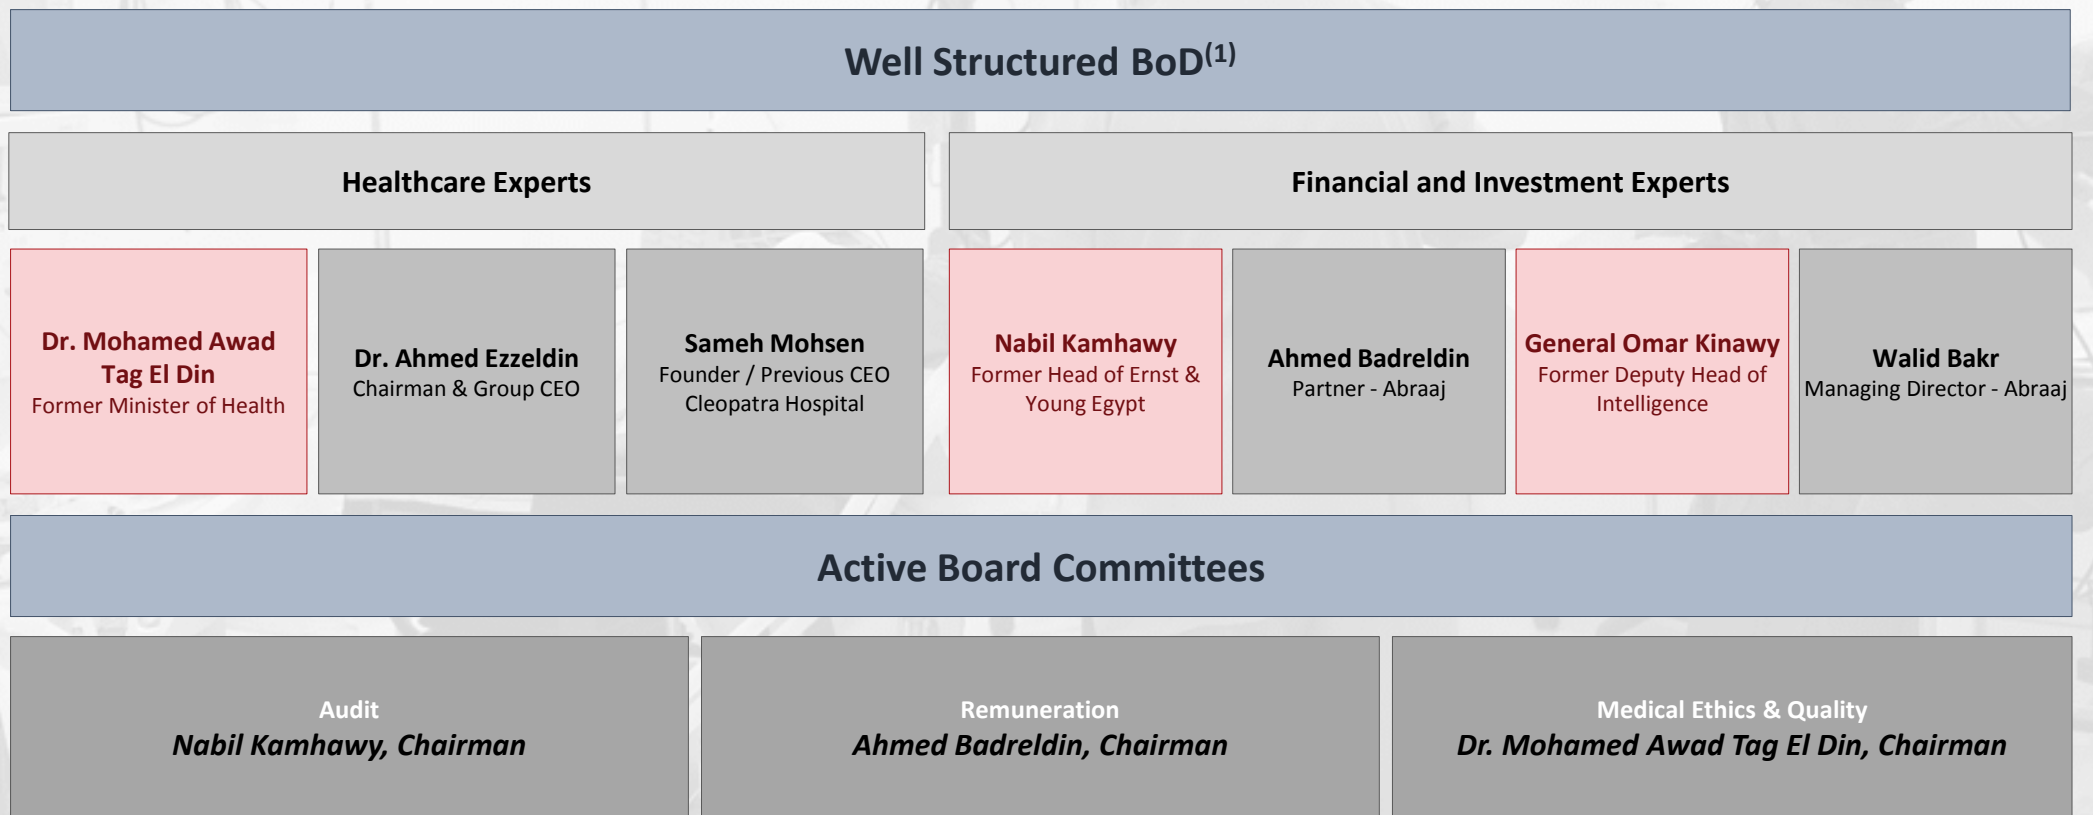 Well Structured BoD(1)
Healthcare Experts
Financial and Investment Experts
Dr. Mohamed Awad
Tag El Din
Former Minister of Health
Dr. Ahmed Ezzeldin
Chairman & Group CEO
Sameh Mohsen
Founder / Previous CEO
Cleopatra Hospital
Nabil Kamhawy
Former Head of Ernst &
Young Egypt
Ahmed Badreldin
Partner - Abraaj
General Omar Kinawy
Former Deputy Head of
Intelligence
Walid Bakr
Managing Director - Abraaj
Active Board Committees
Audit
Nabil Kamhawy, Chairman
Remuneration
Ahmed Badreldin, Chairman
Medical Ethics & Quality
Dr. Mohamed Awad Tag El Din, Chairman